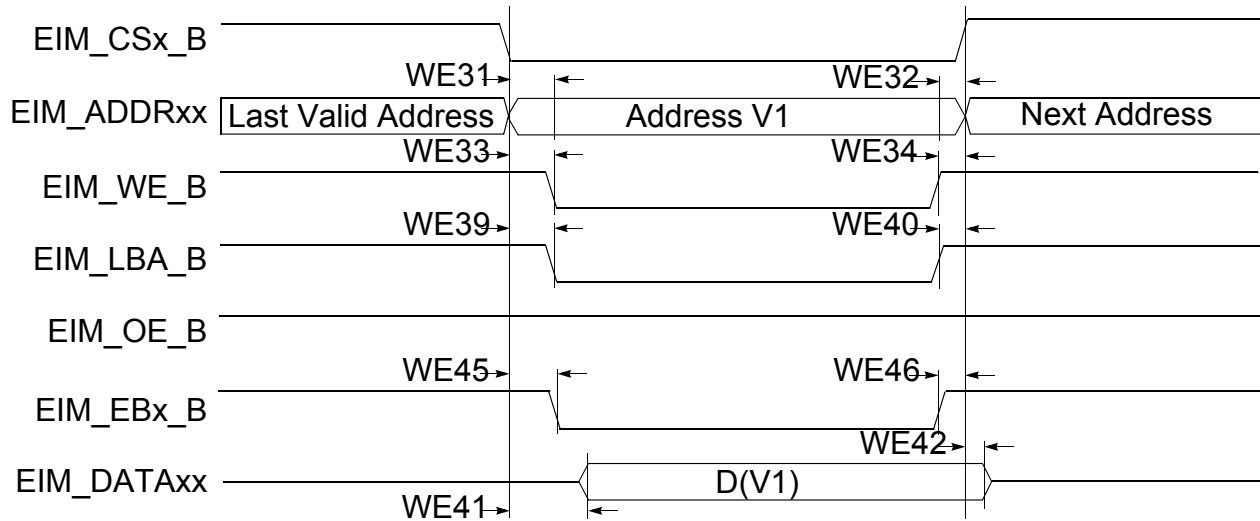 EIM_CSx_B
WE31
WE32
EIM_ADDRxx
Last Valid Address
Address V1
Next Address
WE33
WE34
EIM_WE_B
WE39
WE40
EIM_LBA_B
EIM_OE_B
WE45
WE46
EIM_EBx_B
WE42
EIM_DATAxx
D(V1)
WE41